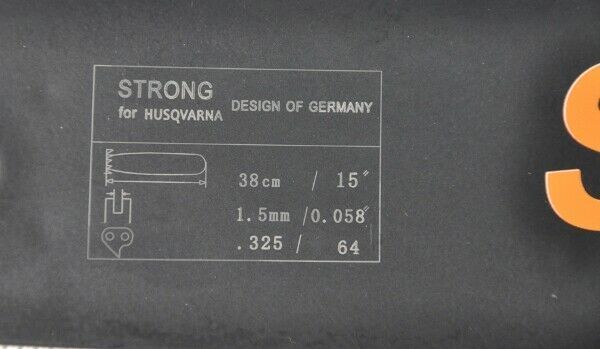 STRONG
for HUSQVARNA DESIGN OF GERMANY
38cm / 15"
1.5mm /0.058"
.325 / 64
S